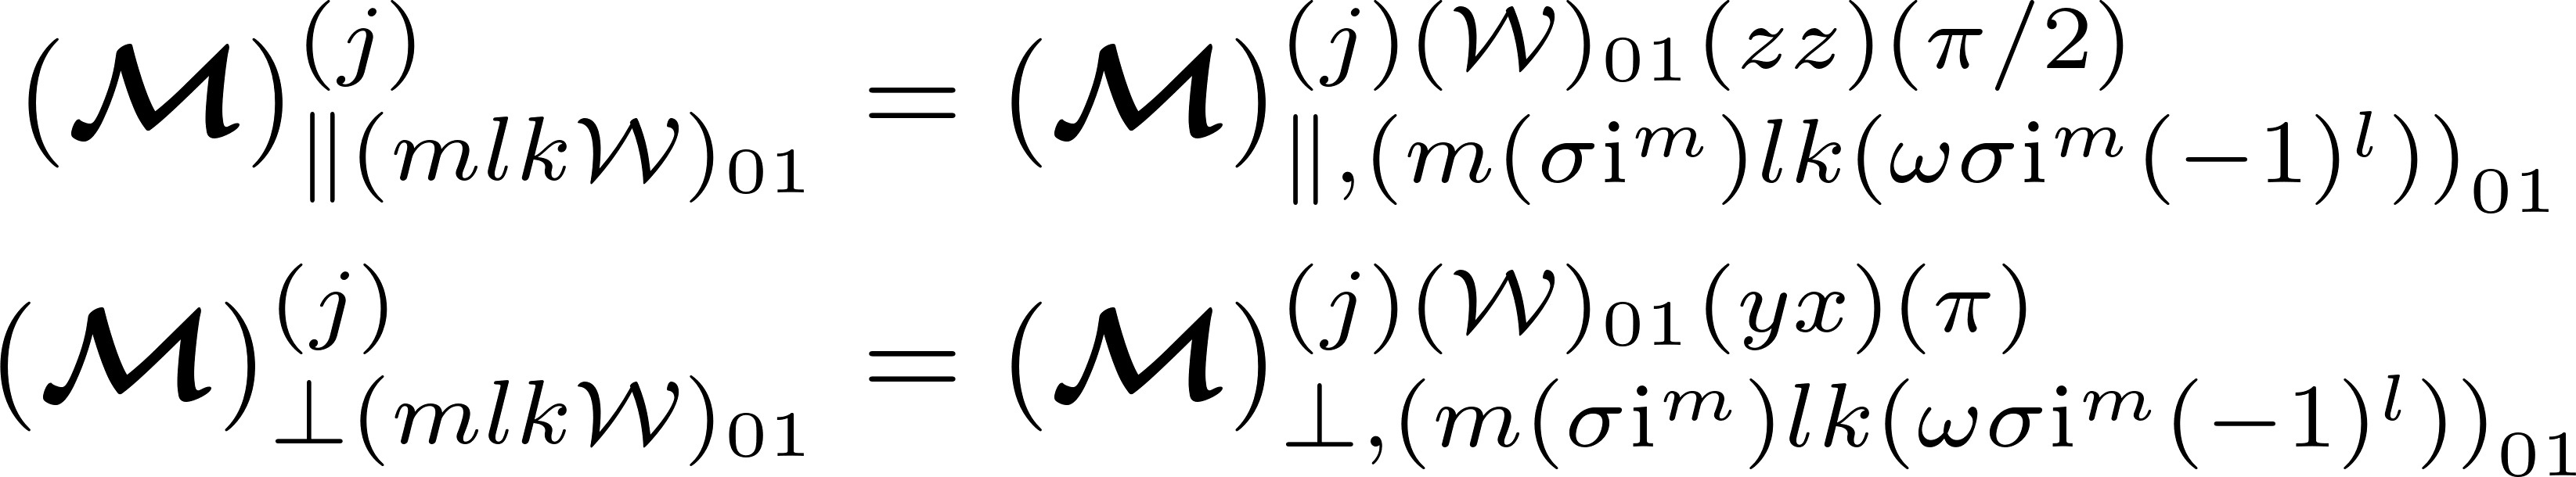 (𝓜)^{(j)}_{∥(mlk𝒲)_{01}} = (𝓜)^{(j)(𝒲)_{01}(zz)(π/2)}_{∥,(m(σi^m)lk(ωσi^m(−1)^l))_{01}}
(𝓜)^{(j)}_{⊥(mlk𝒲)_{01}} = (𝓜)^{(j)(𝒲)_{01}(yx)(π)}_{⊥,(m(σi^m)lk(ωσi^m(−1)^l))_{01}}